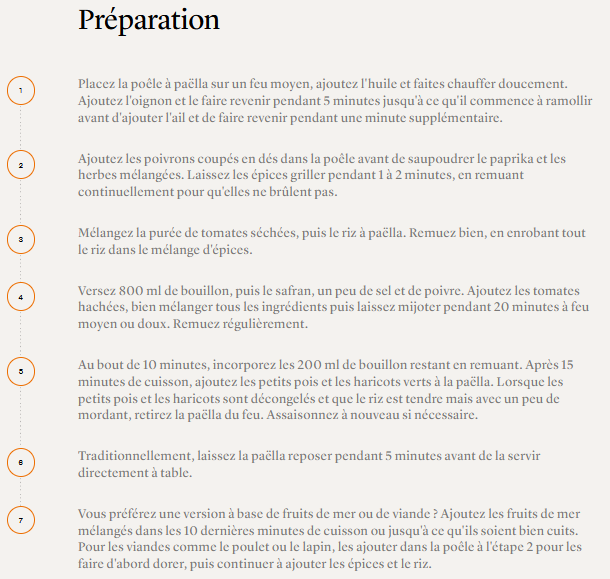 Préparation
1
Placez la poêle à paëlla sur un feu moyen, ajoutez l'huile et faites chauffer doucement.
Ajoutez l'oignon et le faire revenir pendant 5 minutes jusqu'à ce qu'il commence à ramollir
avant d'ajouter l'ail et de faire revenir pendant une minute supplémentaire.
2
Ajoutez les poivrons coupés en dés dans la poêle avant de saupoudrer le paprika et les
herbes mélangées. Laissez les épices griller pendant 1 à 2 minutes, en remuant
continuellement pour qu'elles ne brûlent pas.
3
Mélangez la purée de tomates séchées, puis le riz à paëlla. Remuez bien, en enrobant tout
le riz dans le mélange d'épices.
4
Versez 800 ml de bouillon, puis le safran, un peu de sel et de poivre. Ajoutez les tomates
hachées, bien mélanger tous les ingrédients puis laissez mijoter pendant 20 minutes à feu
moyen ou doux. Remuez régulièrement.
5
Au bout de 10 minutes, incorporez les 200 ml de bouillon restant en remuant. Après 15
minutes de cuisson, ajoutez les petits pois et les haricots verts à la paëlla. Lorsque les
petits pois et les haricots sont décongelés et que le riz est tendre mais avec un peu de
mordant, retirez la paëlla du feu. Assaisonnez à nouveau si nécessaire.
6
Traditionnellement, laissez la paëlla reposer pendant 5 minutes avant de la servir
directement à table.
7
Vous préférez une version à base de fruits de mer ou de viande ? Ajoutez les fruits de mer
mélangés dans les 10 dernières minutes de cuisson ou jusqu'à ce qu'ils soient bien cuits.
Pour les viandes comme le poulet ou le lapin, les ajouter dans la poêle à l'étape 2 pour les
faire d'abord dorer, puis continuer à ajouter les épices et le riz.